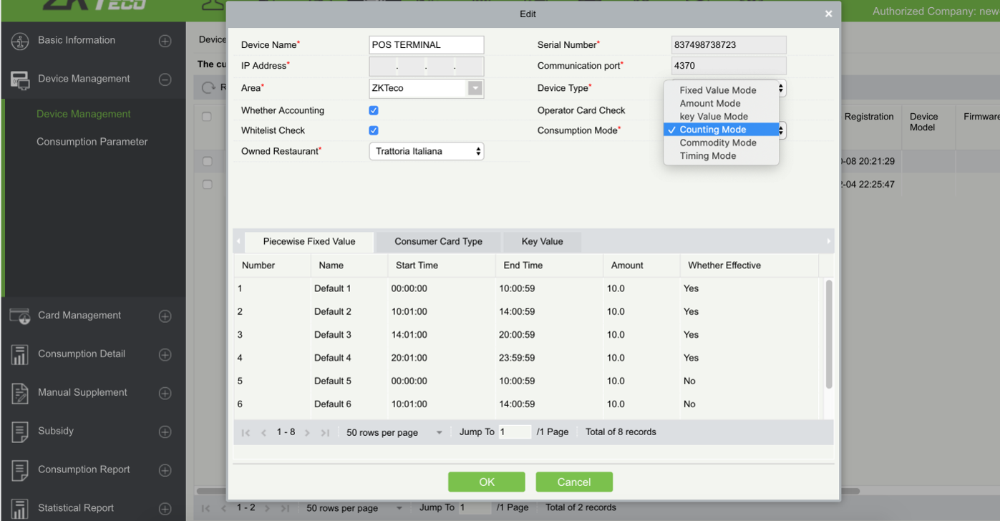 ZKTeco
Edit
×
Authorized Company: new
Basic Information
Device Management
Device Management
Consumption Parameter
Card Management
Consumption Detail
Manual Supplement
Subsidy
Consumption Report
Statistical Report
Device
The cu
R
Device Name*
POS TERMINAL
Serial Number*
837498738723
IP Address*
. . .
Communication port*
4370
Area*
ZKTeco
Device Type*
Whether Accounting
Operator Card Check
Whitelist Check
Consumption Mode*
Owned Restaurant*
Trattoria Italiana
Fixed Value Mode
Amount Mode
key Value Mode
✓ Counting Mode
Commodity Mode
Timing Mode
Registration
Device
Model
Firmware
-08 20:21:29
-04 22:25:47
Piecewise Fixed Value
Consumer Card Type
Key Value
Number Name Start Time End Time Amount Whether Effective
1 Default 1 00:00:00 10:00:59 10.0 Yes
2 Default 2 10:01:00 14:00:59 10.0 Yes
3 Default 3 14:01:00 20:00:59 10.0 Yes
4 Default 4 20:01:00 23:59:59 10.0 Yes
5 Default 5 00:00:00 10:00:59 10.0 No
6 Default 6 10:01:00 14:00:59 10.0 No
1 - 8 50 rows per page Jump To 1 /1 Page Total of 8 records
OK
Cancel
1 - 2 50 rows per page Jump To 1 /1 Page Total of 2 records